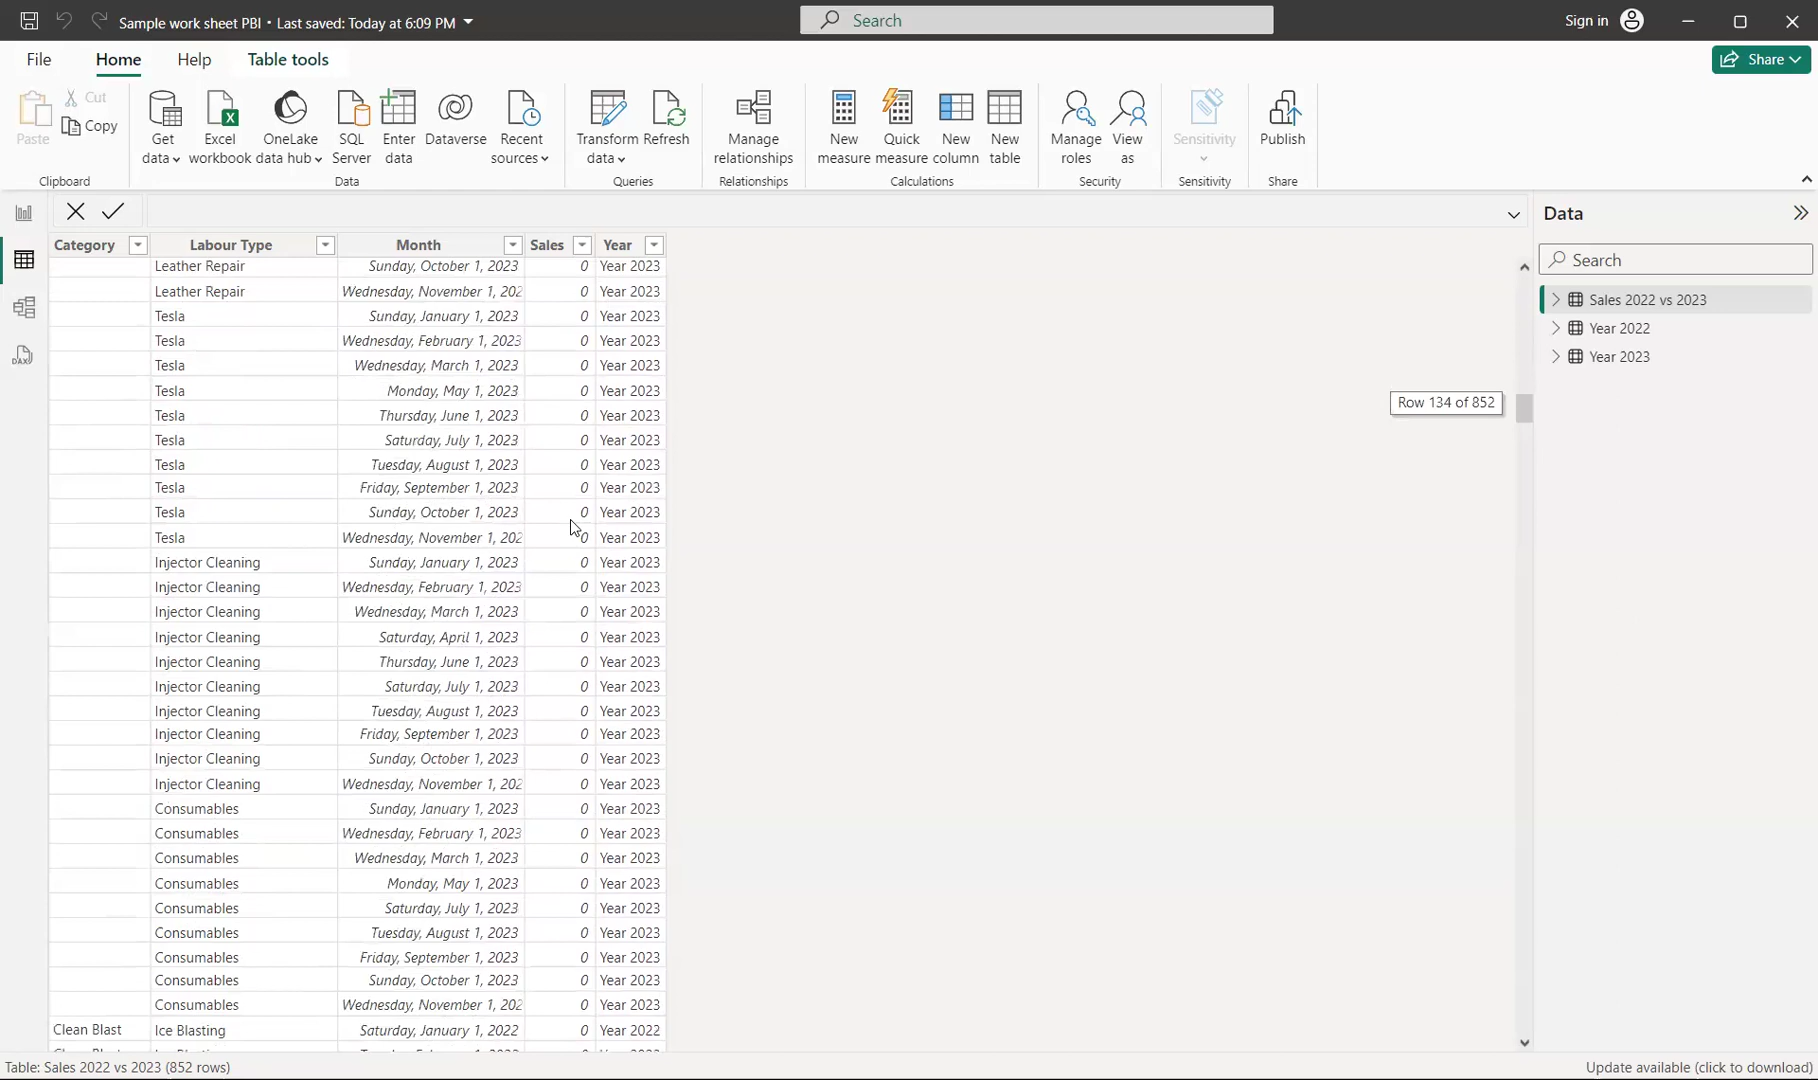 Sample work sheet PBI • Last saved: Today at 6:09 PM
Search
Sign in
File Home Help Table tools
Share
Paste
Cut
Copy
Get data
Excel workbook
OneLake data hub
SQL Server
Enter data
Dataverse
Recent sources
Transform data
Refresh
Manage relationships
New measure
Quick measure
New column
New table
Manage roles
View as
Sensitivity
Publish
Clipboard Data Queries Relationships Calculations Security Sensitivity Share
Data
Search
Sales 2022 vs 2023
Year 2022
Year 2023
Category Labour Type Month Sales Year
Leather Repair Sunday, October 1, 2023 0 Year 2023
Leather Repair Wednesday, November 1, 202 0 Year 2023
Tesla Sunday, January 1, 2023 0 Year 2023
Tesla Wednesday, February 1, 2023 0 Year 2023
Tesla Wednesday, March 1, 2023 0 Year 2023
Tesla Monday, May 1, 2023 0 Year 2023
Tesla Thursday, June 1, 2023 0 Year 2023
Tesla Saturday, July 1, 2023 0 Year 2023
Tesla Tuesday, August 1, 2023 0 Year 2023
Tesla Friday, September 1, 2023 0 Year 2023
Tesla Sunday, October 1, 2023 0 Year 2023
Tesla Wednesday, November 1, 202 0 Year 2023
Injector Cleaning Sunday, January 1, 2023 0 Year 2023
Injector Cleaning Wednesday, February 1, 2023 0 Year 2023
Injector Cleaning Wednesday, March 1, 2023 0 Year 2023
Injector Cleaning Saturday, April 1, 2023 0 Year 2023
Injector Cleaning Thursday, June 1, 2023 0 Year 2023
Injector Cleaning Saturday, July 1, 2023 0 Year 2023
Injector Cleaning Tuesday, August 1, 2023 0 Year 2023
Injector Cleaning Friday, September 1, 2023 0 Year 2023
Injector Cleaning Sunday, October 1, 2023 0 Year 2023
Injector Cleaning Wednesday, November 1, 202 0 Year 2023
Consumables Sunday, January 1, 2023 0 Year 2023
Consumables Wednesday, February 1, 2023 0 Year 2023
Consumables Wednesday, March 1, 2023 0 Year 2023
Consumables Monday, May 1, 2023 0 Year 2023
Consumables Saturday, July 1, 2023 0 Year 2023
Consumables Tuesday, August 1, 2023 0 Year 2023
Consumables Friday, September 1, 2023 0 Year 2023
Consumables Sunday, October 1, 2023 0 Year 2023
Consumables Wednesday, November 1, 202 0 Year 2023
Clean Blast Ice Blasting Saturday, January 1, 2022 0 Year 2022
Row 134 of 852
DAX
Table: Sales 2022 vs 2023 (852 rows)
Update available (click to download)